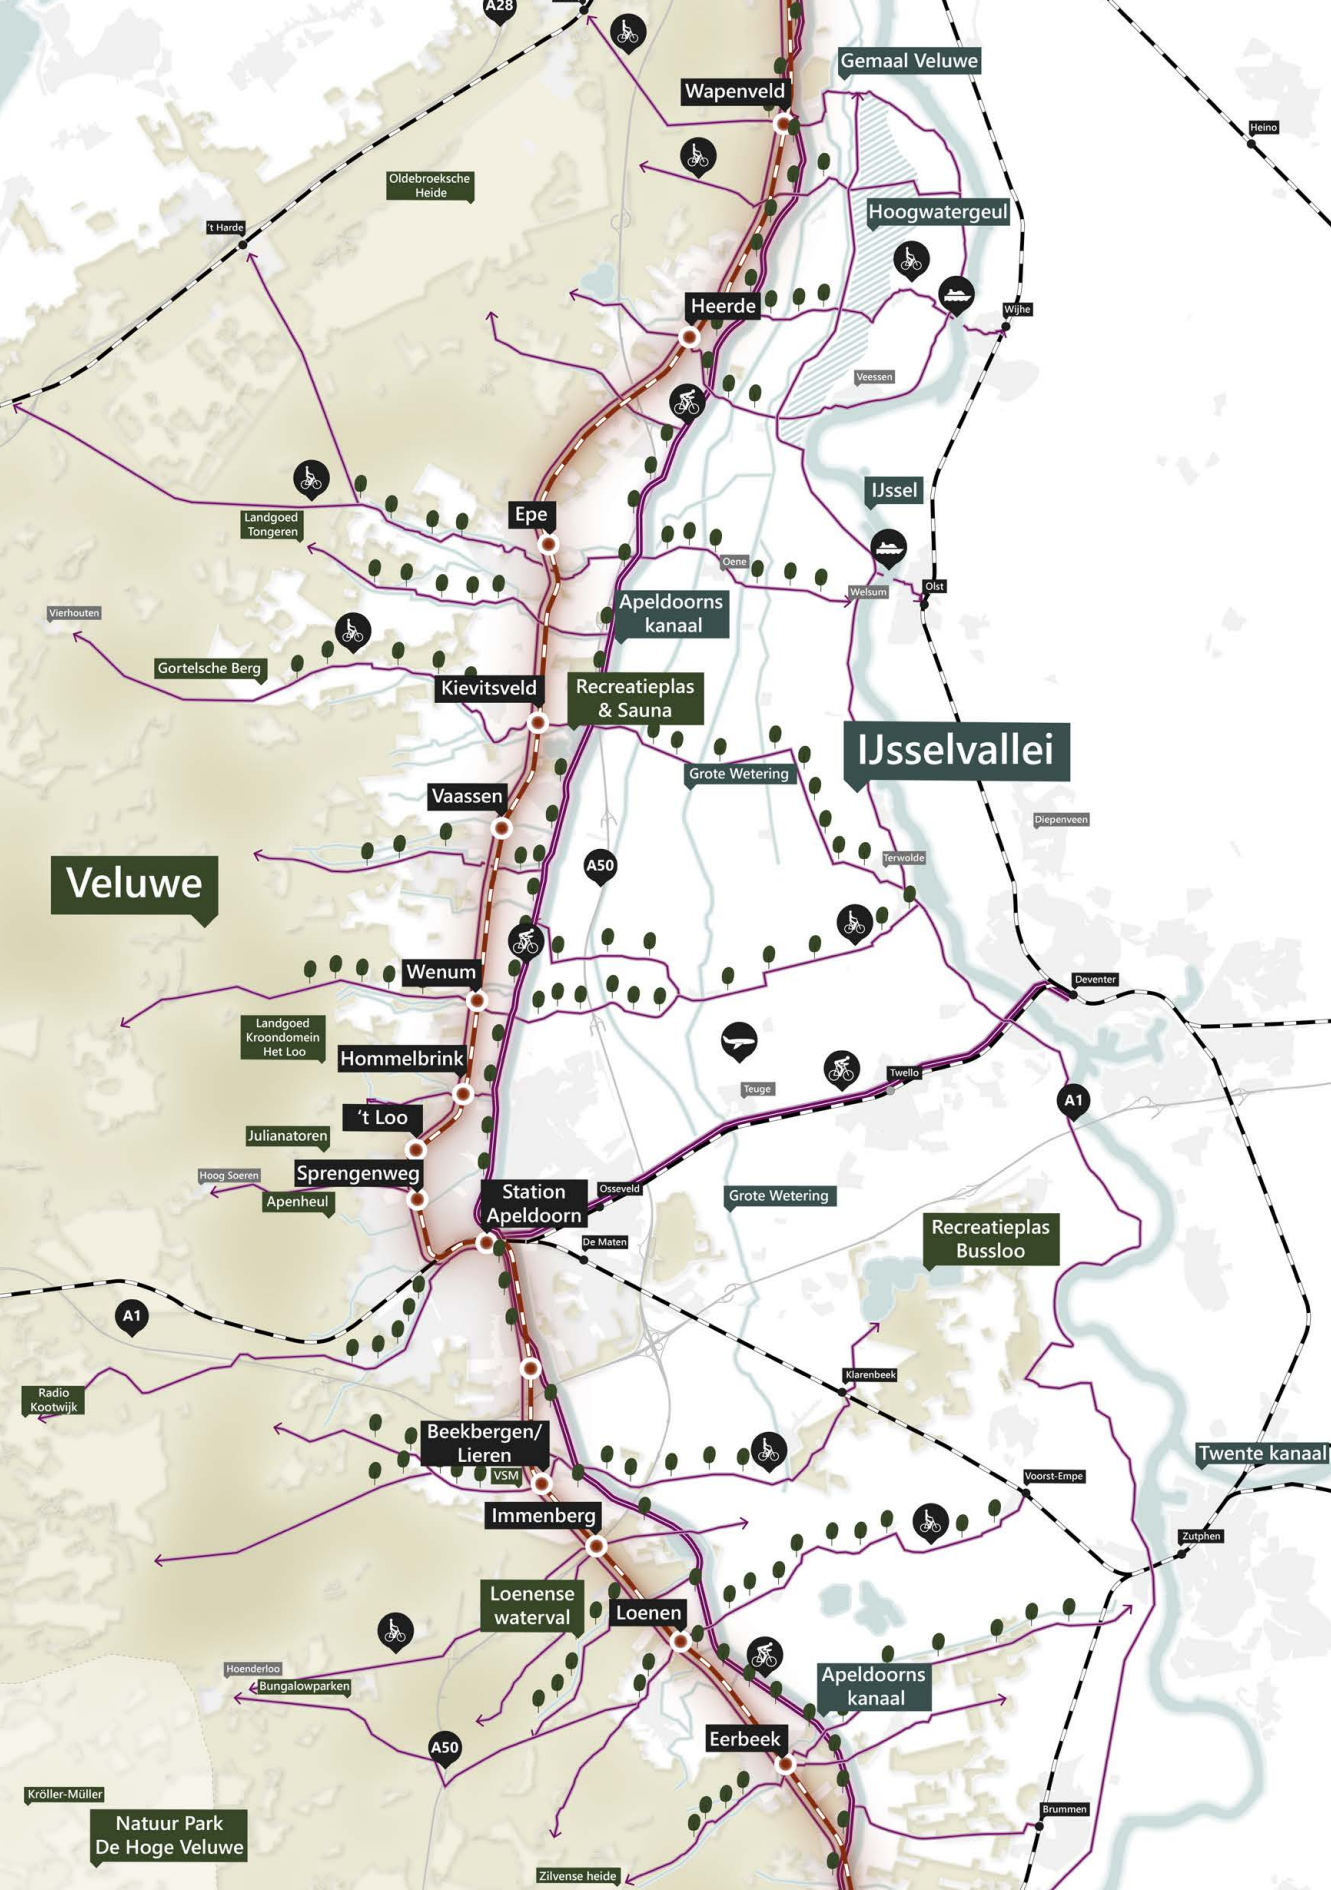 A28
Gemaal Veluwe
Wapenveld
Heino
Oldebroeksche
Heide
Hoogwatergeul
't Harde
Heerde
Wijhe
Veessen
IJssel
Epe
Landgoed
Tongeren
Oene
Olst
Welsum
Apeldoorns
kanaal
Vierhouten
Gortelsche Berg
Kievitsveld
Recreatieplas
& Sauna
IJsselvallei
Grote Wetering
Vaassen
Diepenveen
Terwolde
A50
Veluwe
Wenum
Deventer
Landgoed
Kroondomein
Het Loo
Hommelbrink
Twello
Teuge
A1
't Loo
Julianatoren
Sprengenweg
Hoog Soeren
Apenheul
Station
Apeldoorn
Osseveld
Grote Wetering
De Maten
Recreatieplas
Bussloo
A1
Klarenbeek
Radio
Kootwijk
Beekbergen/
Lieren
VSM
Twente kanaal
Voorst-Empe
Immenberg
Zutphen
Loenense
waterval
Loenen
Hoenderloo
Bungalowparken
Apeldoorns
kanaal
Eerbeek
A50
Kröller-Müller
Brummen
Natuur Park
De Hoge Veluwe
Zilvense heide